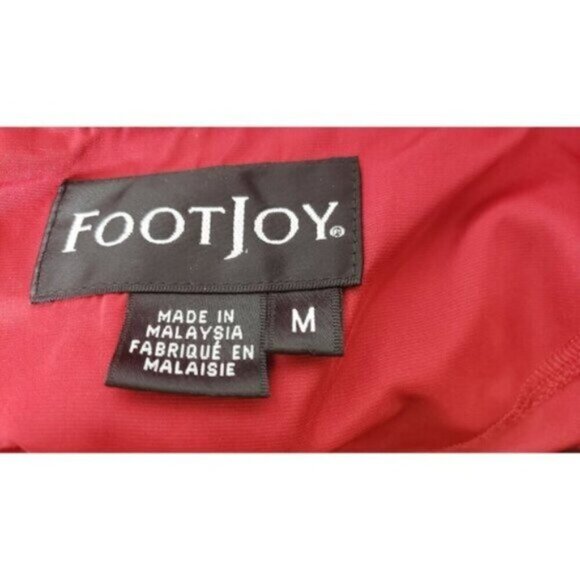 FOOTJOY®
MADE IN
MALAYSIA
FABRIQUÉ EN
MALAISIE
M